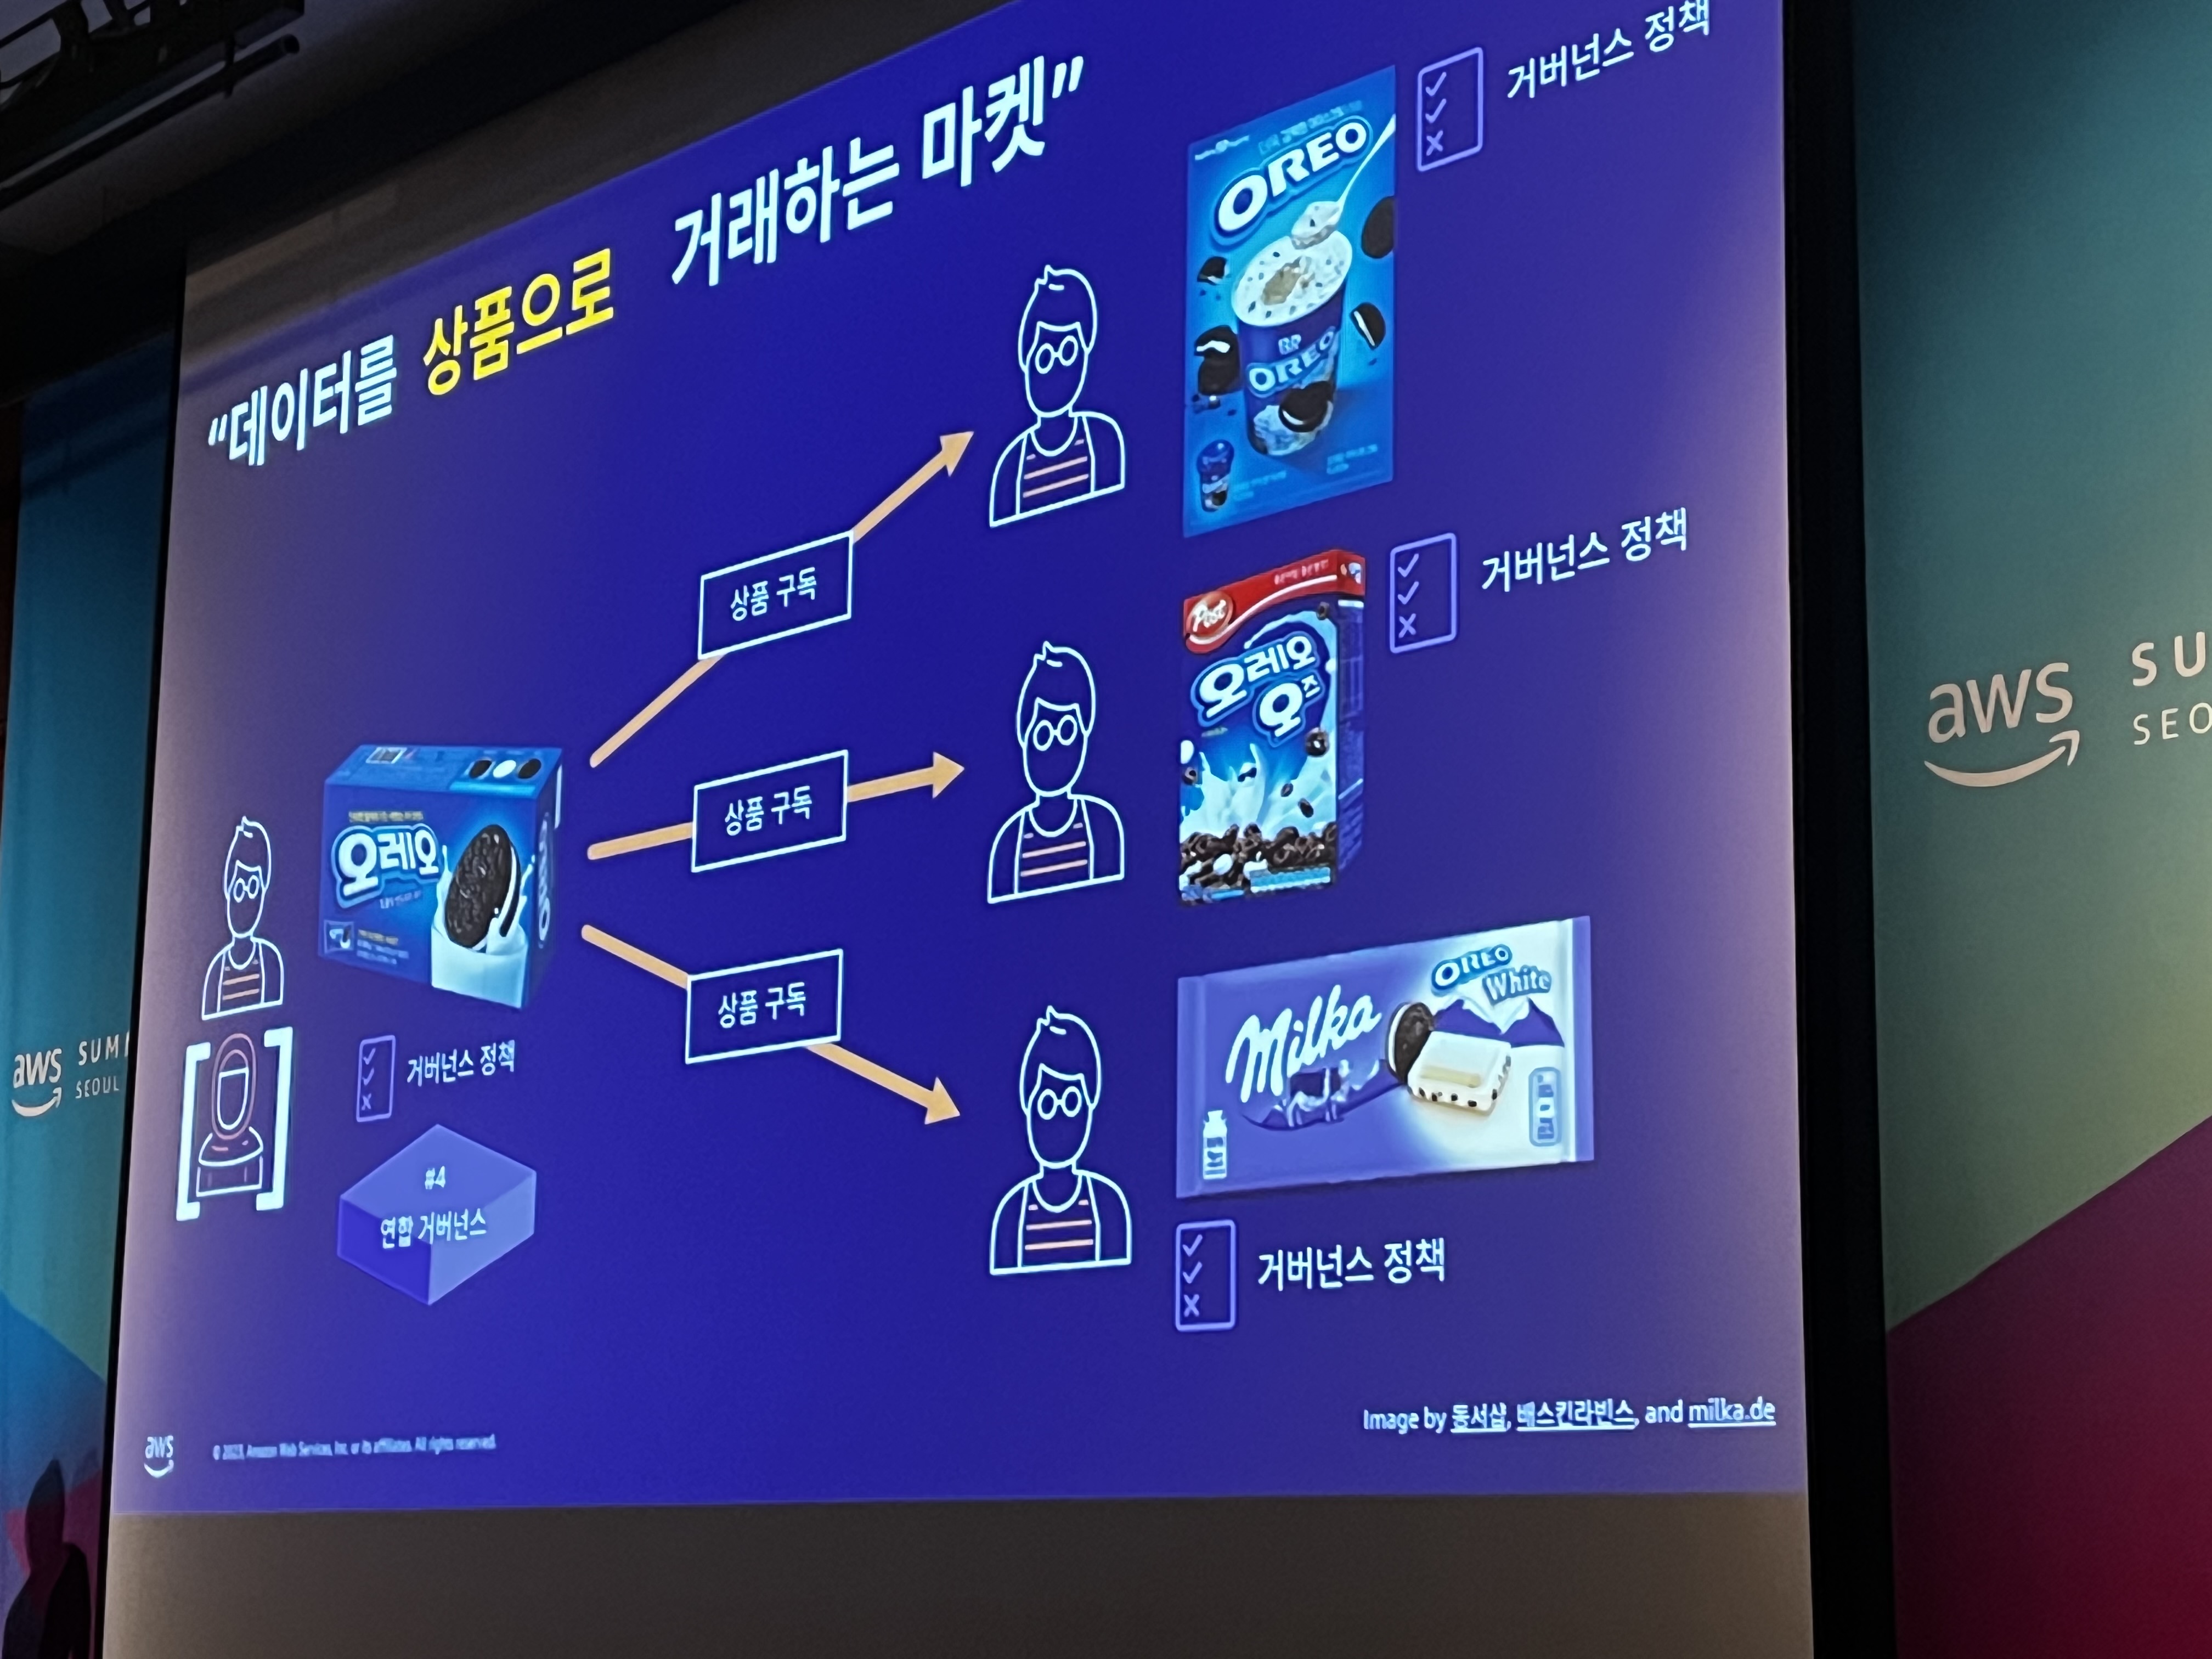 "데이터를 상품으로 거래하는 마켓"
거버넌스 정책
OREO
BR
OREO
상품 구독
거버넌스 정책
Post
오레오
오즈
상품 구독
오레오
OREO
상품 구독
OREO
White
Milka
거버넌스 정책
#4
연합 거버넌스
거버넌스 정책
Image by 동서샵, 배스킨라빈스, and milka.de
aws
© 2023, Amazon Web Services, Inc. or its affiliates. All rights reserved.
aws SUMM
SEOUL
aws SU
SEO